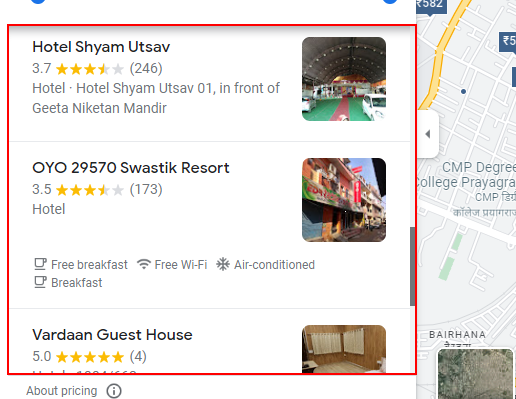 ₹582
Hotel Shyam Utsav
3.7 (246)
Hotel · Hotel Shyam Utsav 01, in front of
Geeta Niketan Mandir
OYO 29570 Swastik Resort
3.5 (173)
Hotel
Free breakfast Free Wi-Fi Air-conditioned
Breakfast
Vardaan Guest House
5.0 (4)
About pricing
₹5
CMP Degree
College Prayagra
CMP डिग्र
कॉलेज प्रयागराज
BAIRHANA